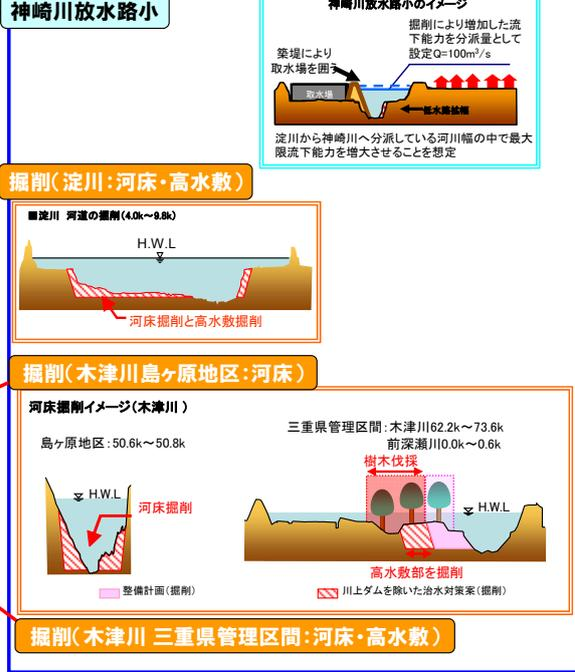 神崎川放水路小
神崎川放水路小のイメージ
掘削により増加した流
下能力を分派量として
設定Q=100m³/s
築堤により
取水場を囲う
取水場
低水路拡幅
淀川から神崎川へ分派している河川幅の中で最大
限流下能力を増大させることを想定
掘削(淀川:河床・高水敷)
■淀川 河道の掘削(4.0k~9.8k)
H.W.L
河床掘削と高水敷掘削
掘削(木津川島ヶ原地区:河床)
河床掘削イメージ(木津川 )
三重県管理区間:木津川62.2k~73.6k
前深瀬川0.0k~0.6k
島ヶ原地区:50.6k~50.8k
樹木伐採
H.W.L
H.W.L
河床掘削
高水敷部を掘削
整備計画(掘削)
川上ダムを除いた治水対策案(掘削)
掘削(木津川 三重県管理区間:河床・高水敷)